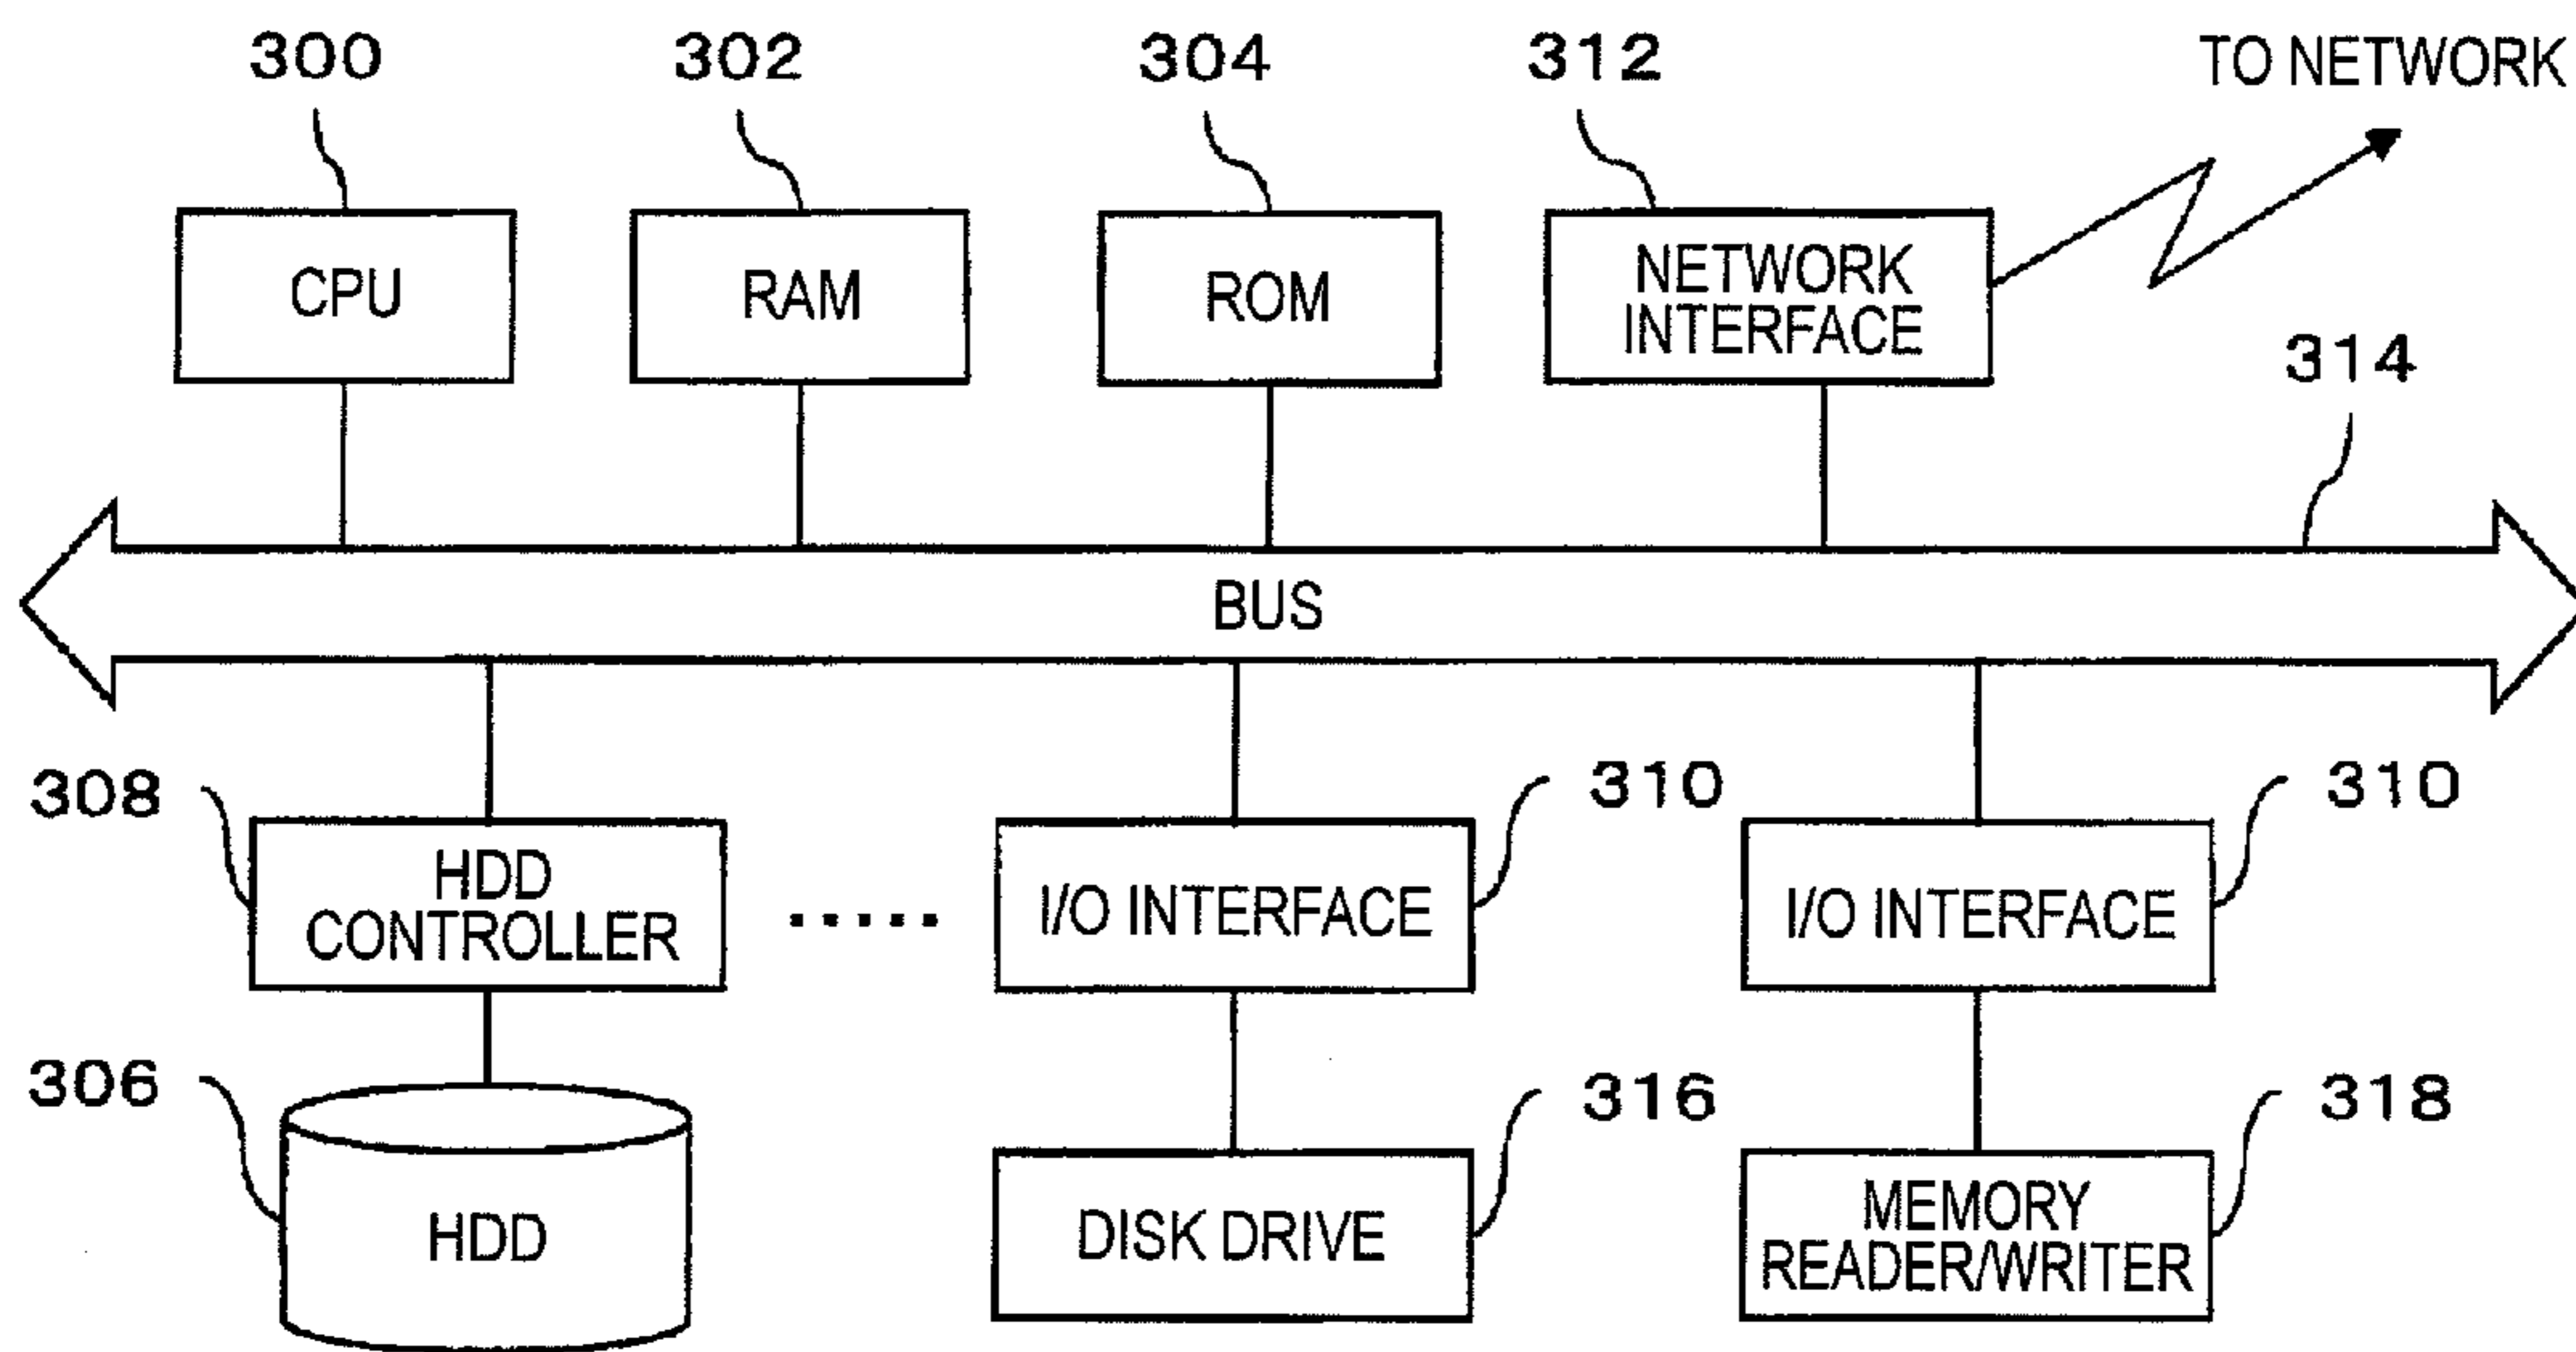 300
302
304
312
TO NETWORK
CPU
RAM
ROM
NETWORK
INTERFACE
314
BUS
308
HDD
CONTROLLER
.....
I/O INTERFACE
310
I/O INTERFACE
310
306
HDD
DISK DRIVE
316
MEMORY
READER/WRITER
318